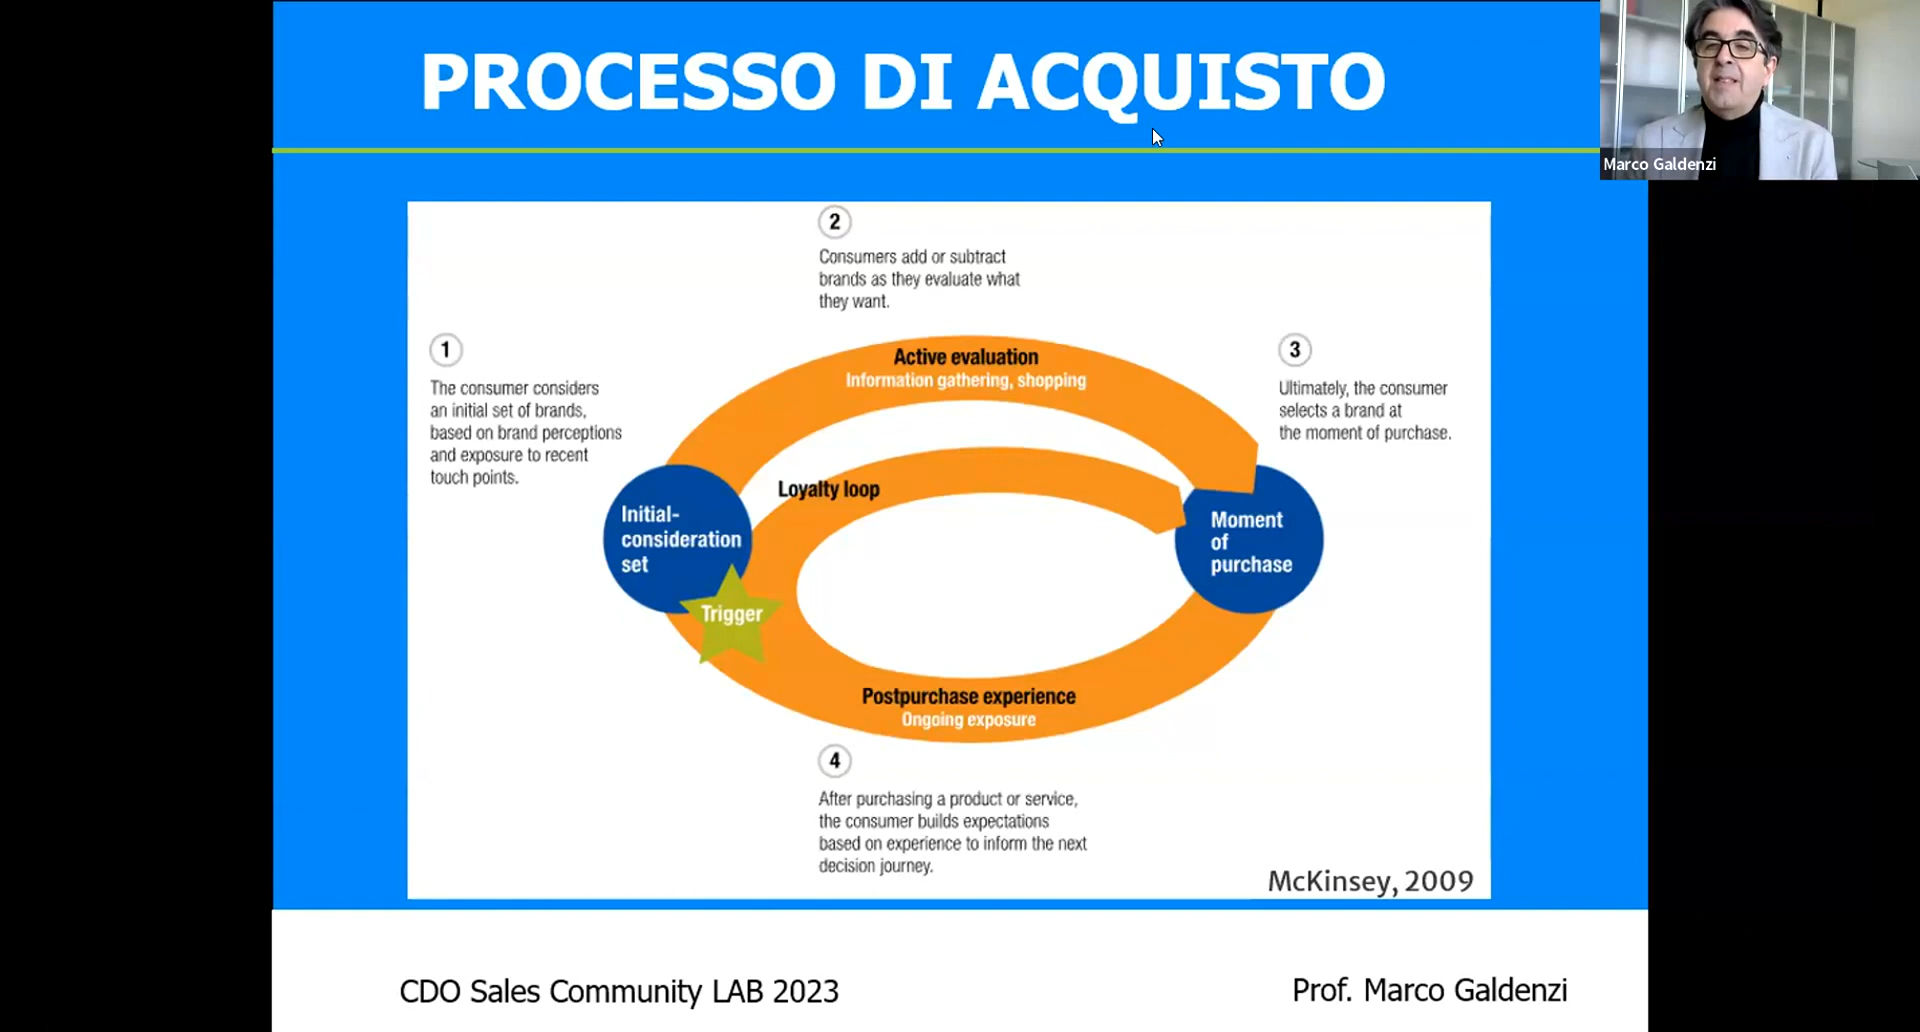 PROCESSO DI ACQUISTO
Marco Galdenzi
2
Consumers add or subtract
brands as they evaluate what
they want.
1
The consumer considers
an initial set of brands,
based on brand perceptions
and exposure to recent
touch points.
Active evaluation
Information gathering, shopping
3
Ultimately, the consumer
selects a brand at
the moment of purchase.
Loyalty loop
Initial-
consideration
set
Moment
of
purchase
Trigger
Postpurchase experience
Ongoing exposure
4
After purchasing a product or service,
the consumer builds expectations
based on experience to inform the next
decision journey.
McKinsey, 2009
CDO Sales Community LAB 2023
Prof. Marco Galdenzi